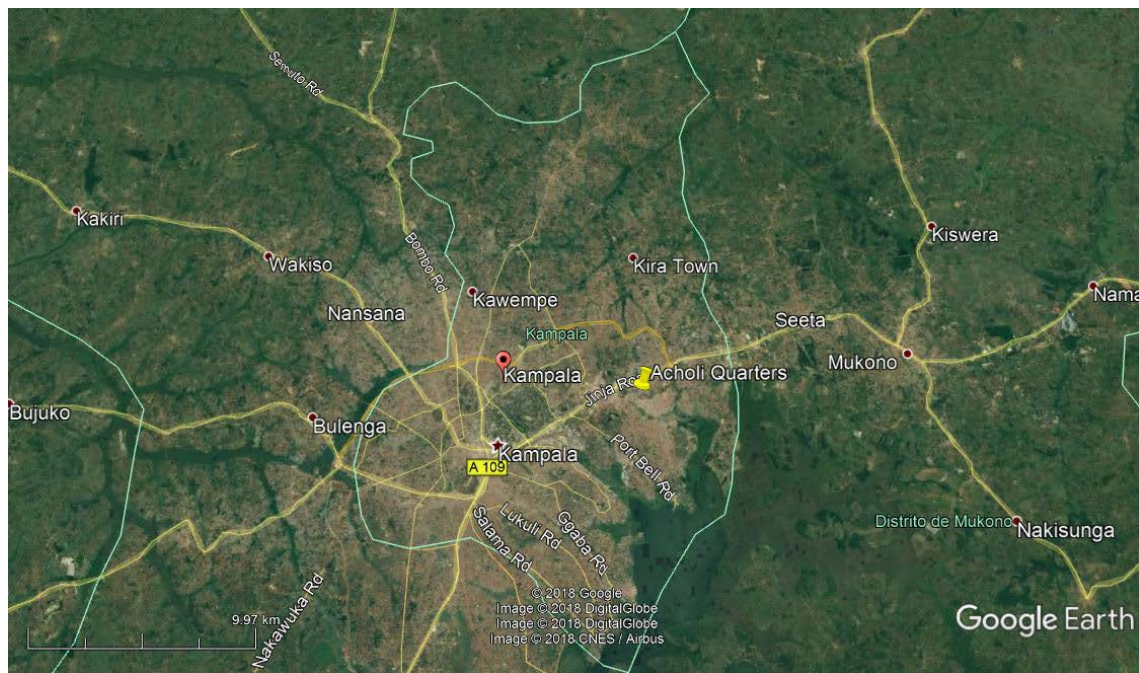 Semuto Rd
Kakiri
Wakiso
Bombo Rd
Kiswera
Kira Town
Nansana
Kawempe
Nama
Seeta
Kampala
Mukono
Kampala
Jinja Roa
Acholi Quarters
Bujuko
Bulenga
Kampala
A 109
Port Bell Rd
Salama Rd
Lukuli Rd
Ggaba Rd
Distrito de Mukono
Nakisunga
Nakawuka Rd
9.97 km
© 2018 Google
Image © 2018 DigitalGlobe
Image © 2018 DigitalGlobe
Image © 2018 CNES / Airbus
Google Earth